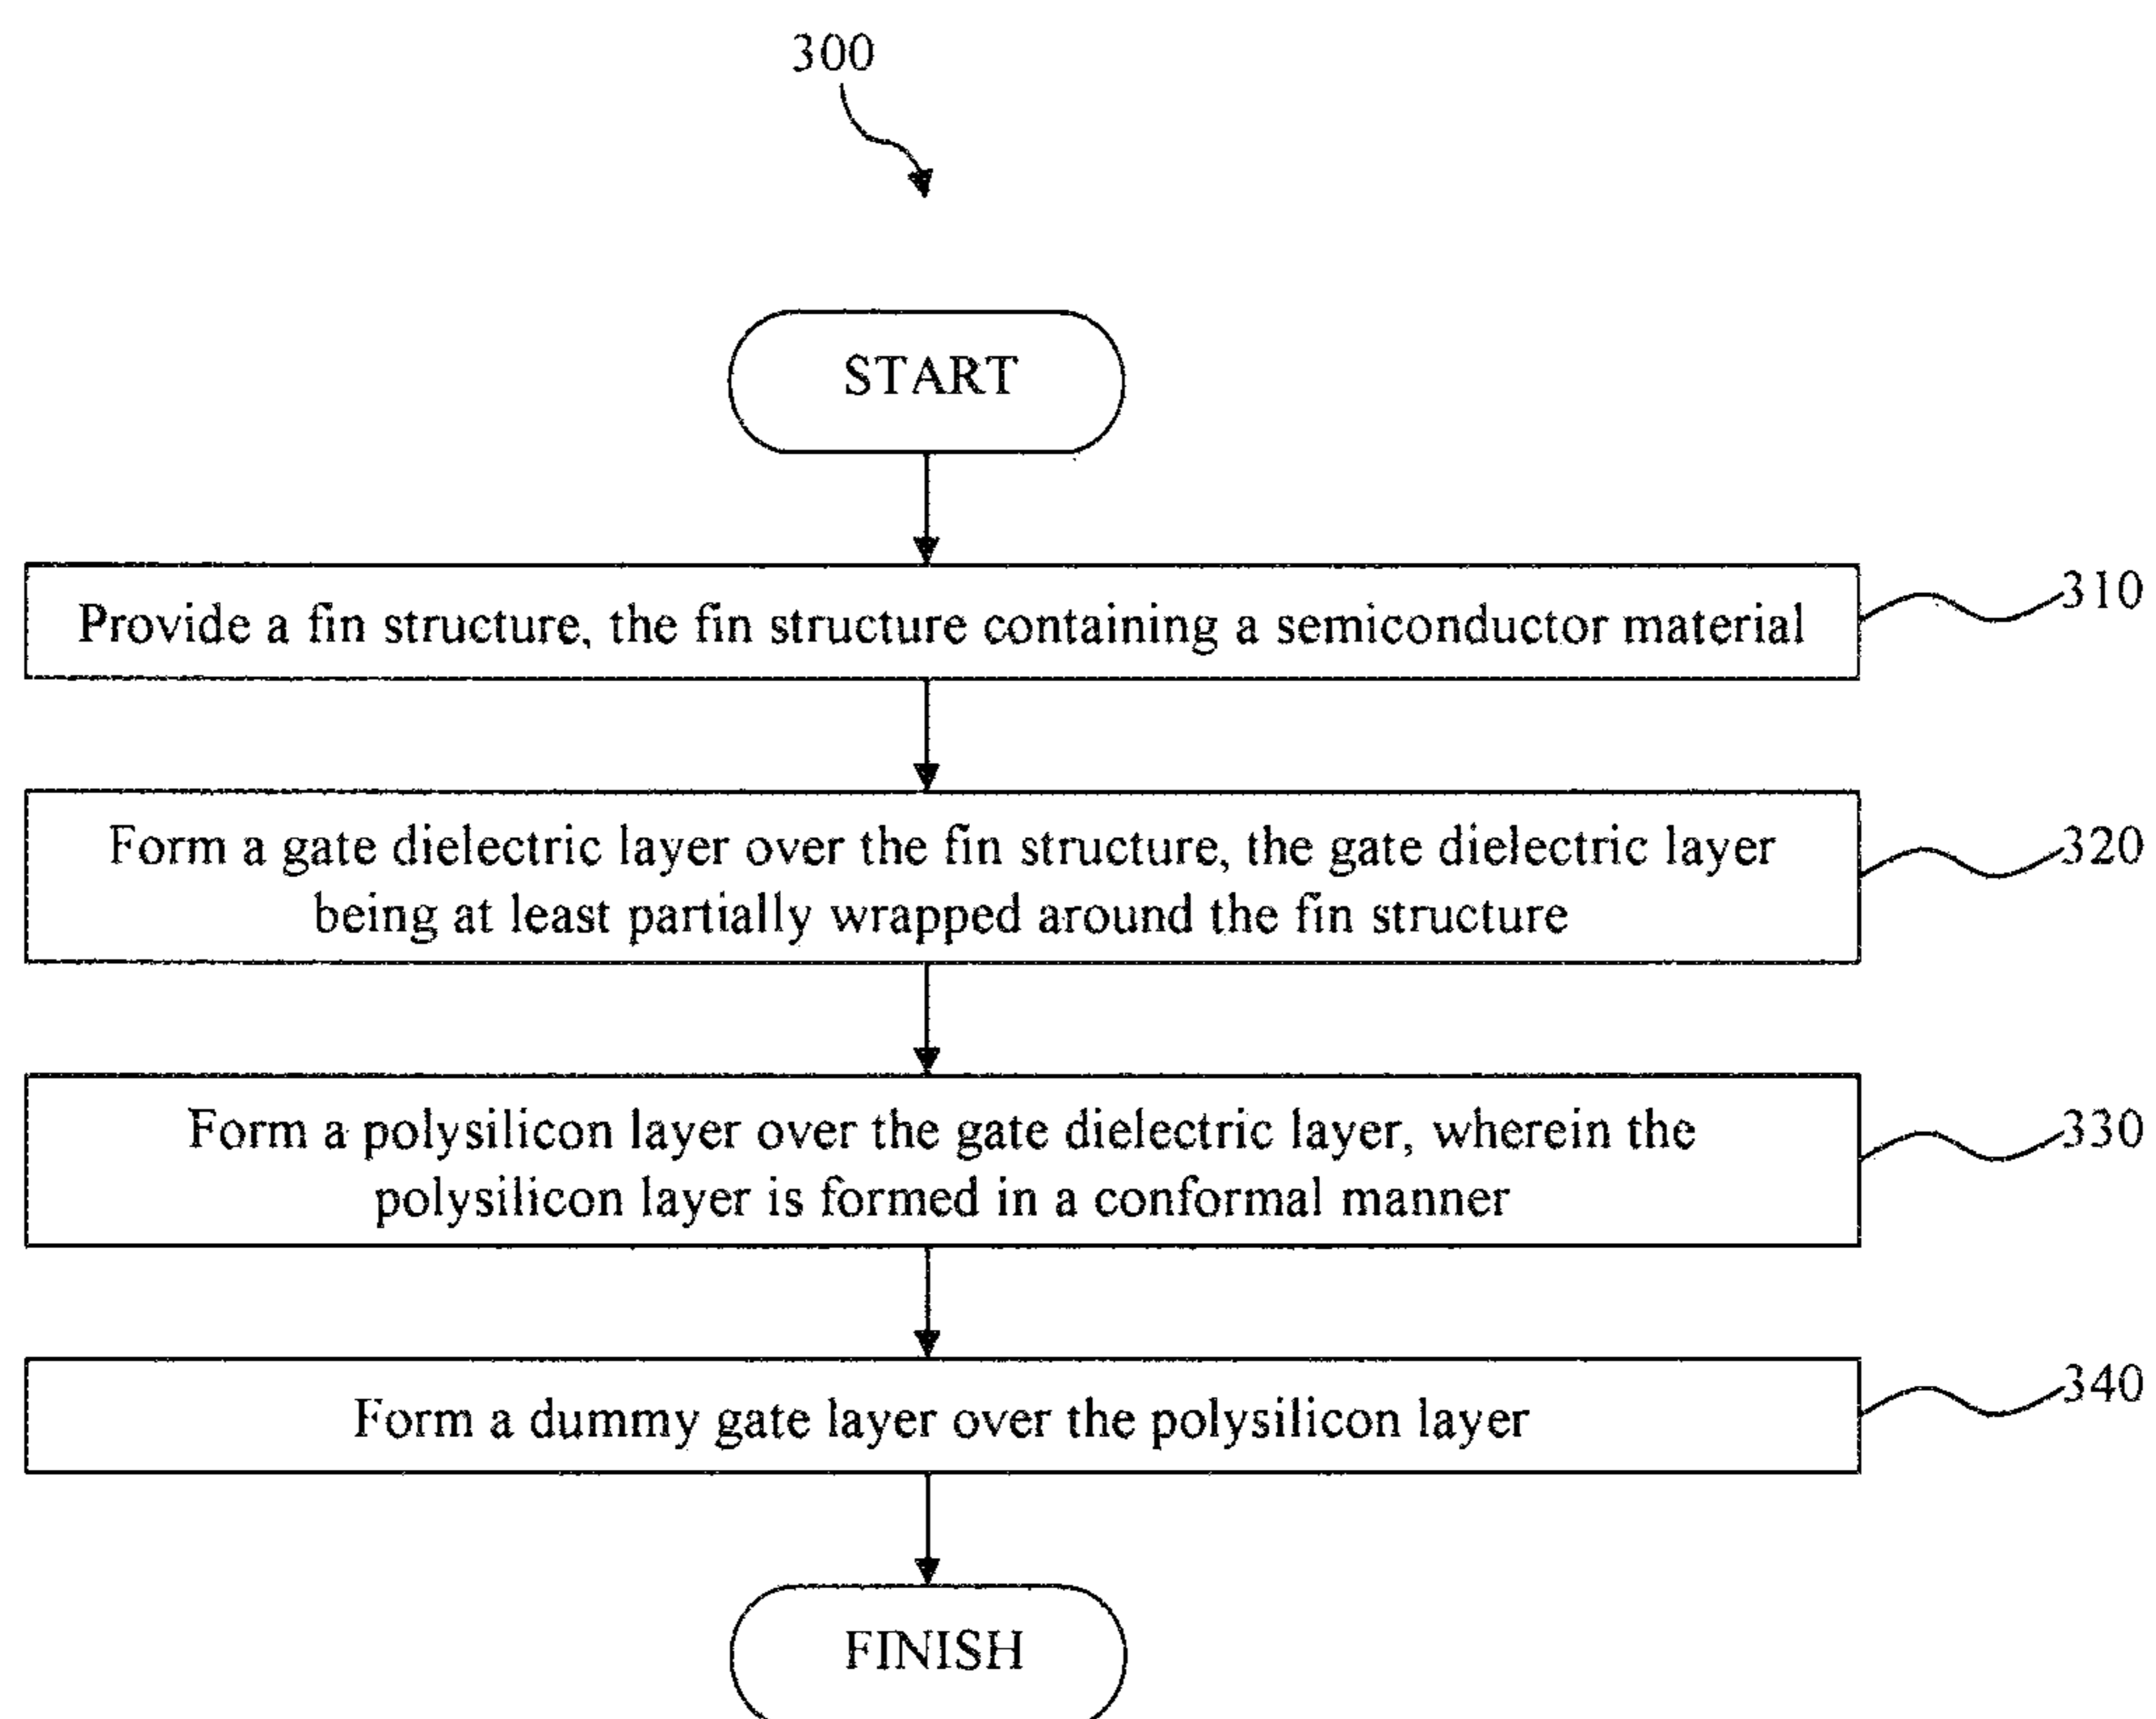 300
START
Provide a fin structure, the fin structure containing a semiconductor material
310
Form a gate dielectric layer over the fin structure, the gate dielectric layer
being at least partially wrapped around the fin structure
320
Form a polysilicon layer over the gate dielectric layer, wherein the
polysilicon layer is formed in a conformal manner
330
Form a dummy gate layer over the polysilicon layer
340
FINISH